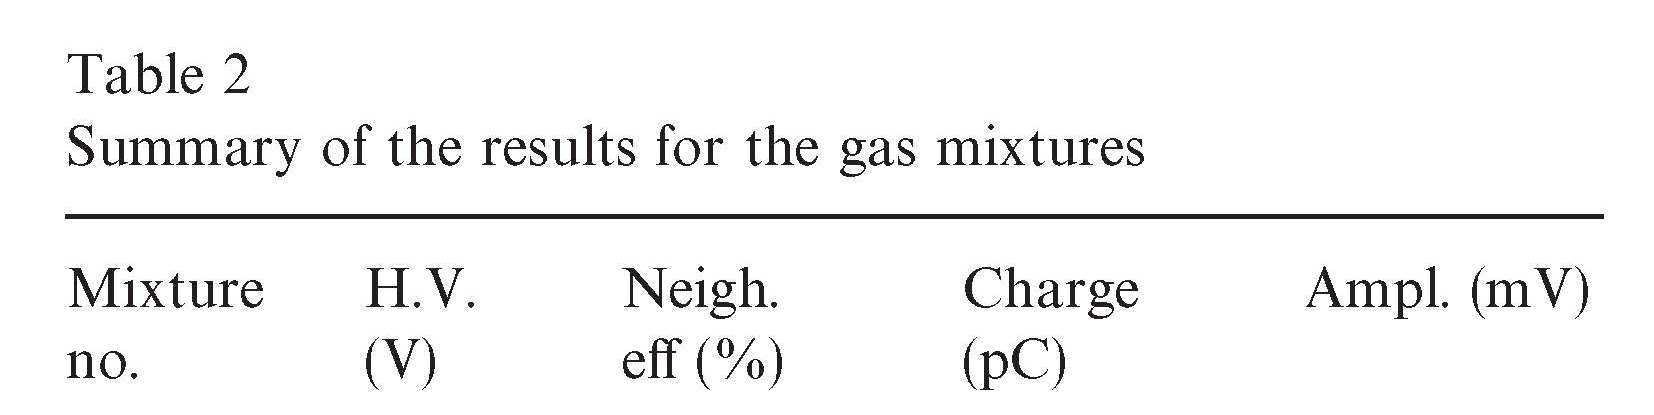 Table 2
Summary of the results for the gas mixtures
Mixture no. H.V. (V) Neigh. eff (%) Charge (pC) Ampl. (mV)